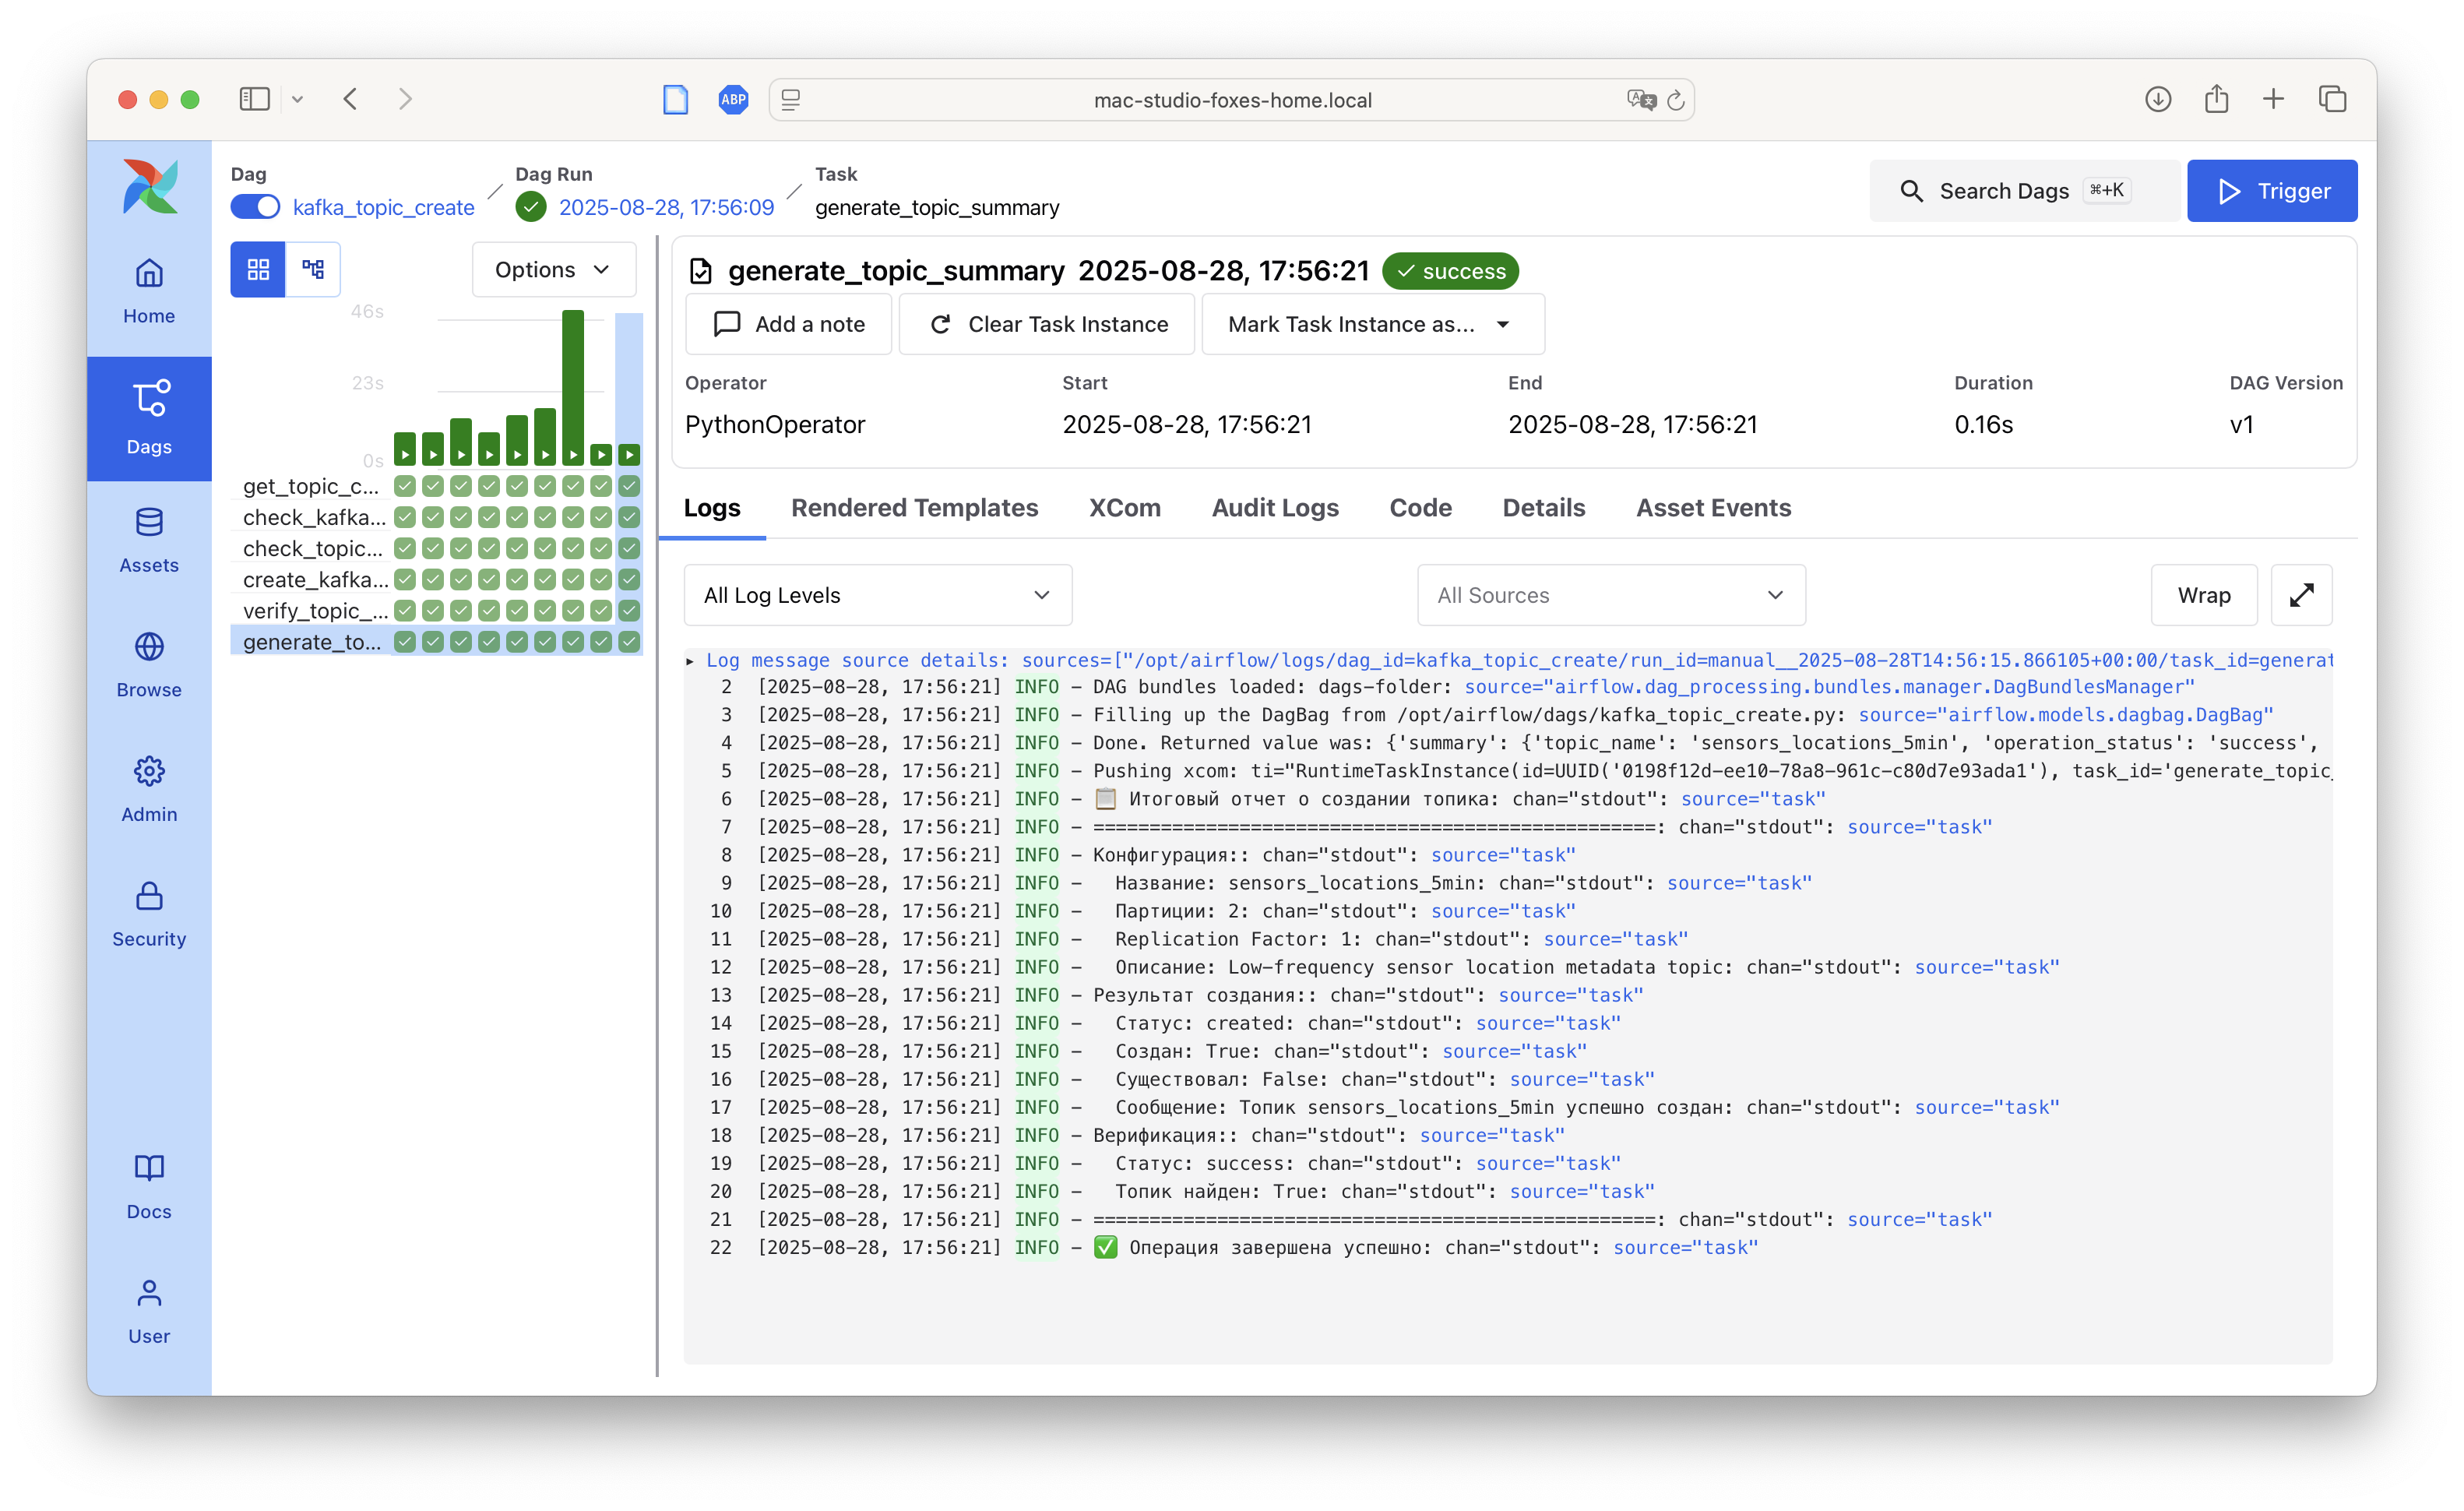 ABP
mac-studio-foxes-home.local
Dag
kafka_topic_create
Dag Run
2025-08-28, 17:56:09
Task
generate_topic_summary
Search Dags ⌘+K
Trigger
Home
Dags
Assets
Browse
Admin
Security
Docs
User
Options
46s
23s
0s
get_topic_c...
check_kafka...
check_topic...
create_kafka...
verify_topic_...
generate_to...
generate_topic_summary 2025-08-28, 17:56:21 success
Add a note
Clear Task Instance
Mark Task Instance as...
Operator Start End Duration DAG Version
PythonOperator 2025-08-28, 17:56:21 2025-08-28, 17:56:21 0.16s v1
Logs Rendered Templates XCom Audit Logs Code Details Asset Events
All Log Levels
All Sources
Wrap
Log message source details: sources=["/opt/airflow/logs/dag_id=kafka_topic_create/run_id=manual__2025-08-28T14:56:15.866105+00:00/task_id=generat
2 [2025-08-28, 17:56:21] INFO - DAG bundles loaded: dags-folder: source="airflow.dag_processing.bundles.manager.DagBundlesManager"
3 [2025-08-28, 17:56:21] INFO - Filling up the DagBag from /opt/airflow/dags/kafka_topic_create.py: source="airflow.models.dagbag.DagBag"
4 [2025-08-28, 17:56:21] INFO - Done. Returned value was: {'summary': {'topic_name': 'sensors_locations_5min', 'operation_status': 'success',
5 [2025-08-28, 17:56:21] INFO - Pushing xcom: ti="RuntimeTaskInstance(id=UUID('0198f12d-ee10-78a8-961c-c80d7e93ada1'), task_id='generate_topic_
6 [2025-08-28, 17:56:21] INFO - 📋 Итоговый отчет о создании топика: chan="stdout": source="task"
7 [2025-08-28, 17:56:21] INFO - ==================================================: chan="stdout": source="task"
8 [2025-08-28, 17:56:21] INFO - Конфигурация:: chan="stdout": source="task"
9 [2025-08-28, 17:56:21] INFO - Название: sensors_locations_5min: chan="stdout": source="task"
10 [2025-08-28, 17:56:21] INFO - Партиции: 2: chan="stdout": source="task"
11 [2025-08-28, 17:56:21] INFO - Replication Factor: 1: chan="stdout": source="task"
12 [2025-08-28, 17:56:21] INFO - Описание: Low-frequency sensor location metadata topic: chan="stdout": source="task"
13 [2025-08-28, 17:56:21] INFO - Результат создания:: chan="stdout": source="task"
14 [2025-08-28, 17:56:21] INFO - Статус: created: chan="stdout": source="task"
15 [2025-08-28, 17:56:21] INFO - Создан: True: chan="stdout": source="task"
16 [2025-08-28, 17:56:21] INFO - Существовал: False: chan="stdout": source="task"
17 [2025-08-28, 17:56:21] INFO - Сообщение: Топик sensors_locations_5min успешно создан: chan="stdout": source="task"
18 [2025-08-28, 17:56:21] INFO - Верификация:: chan="stdout": source="task"
19 [2025-08-28, 17:56:21] INFO - Статус: success: chan="stdout": source="task"
20 [2025-08-28, 17:56:21] INFO - Топик найден: True: chan="stdout": source="task"
21 [2025-08-28, 17:56:21] INFO - ==================================================: chan="stdout": source="task"
22 [2025-08-28, 17:56:21] INFO - ✅ Операция завершена успешно: chan="stdout": source="task"